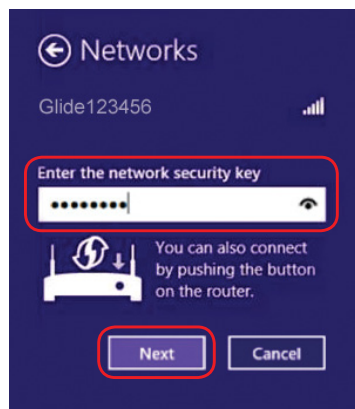 Networks
Glide123456
Enter the network security key
••••••••
You can also connect
by pushing the button
on the router.
Next
Cancel